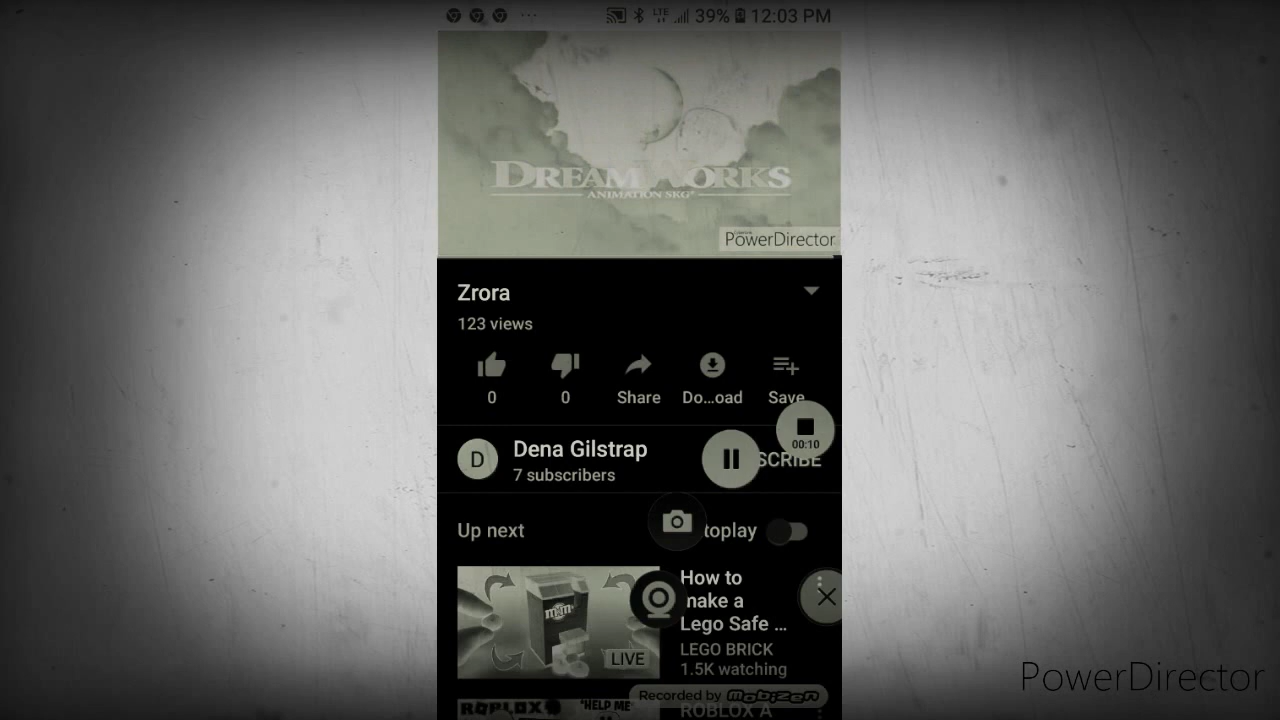 LTE 39% 12:03 PM
DREAMWORKS
ANIMATION SKG
PowerDirector
Zrora
123 views
0 0 Share Do...oad Save
00:10
D Dena Gilstrap
SCRIBE
7 subscribers
Up next
toplay
How to
make a
Lego Safe ...
m&m's
LIVE
LEGO BRICK
1.5K watching
Recorded by MOBIZEN
ROBLOX "HELP ME
ROBLOX A
PowerDirector